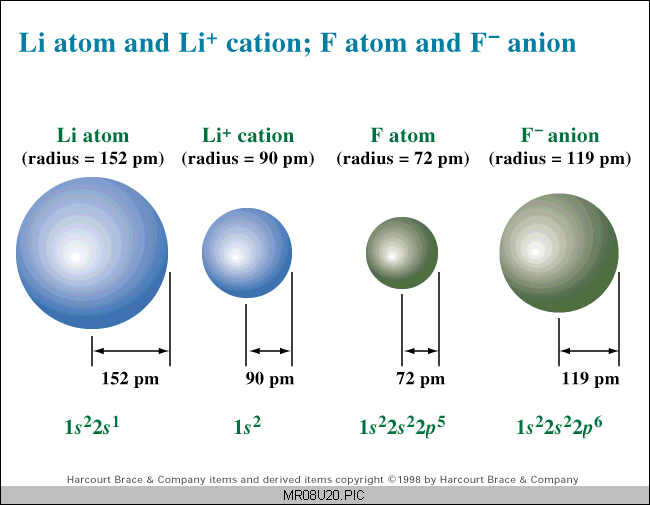 Li atom and Li⁺ cation; F atom and F⁻ anion
Li atom
(radius = 152 pm)
Li⁺ cation
(radius = 90 pm)
F atom
(radius = 72 pm)
F⁻ anion
(radius = 119 pm)
152 pm
90 pm
72 pm
119 pm
1s²2s¹
1s²
1s²2s²2p⁵
1s²2s²2p⁶
Harcourt Brace & Company items and derived items copyright ©1998 by Harcourt Brace & Company
MR08U20.PIC